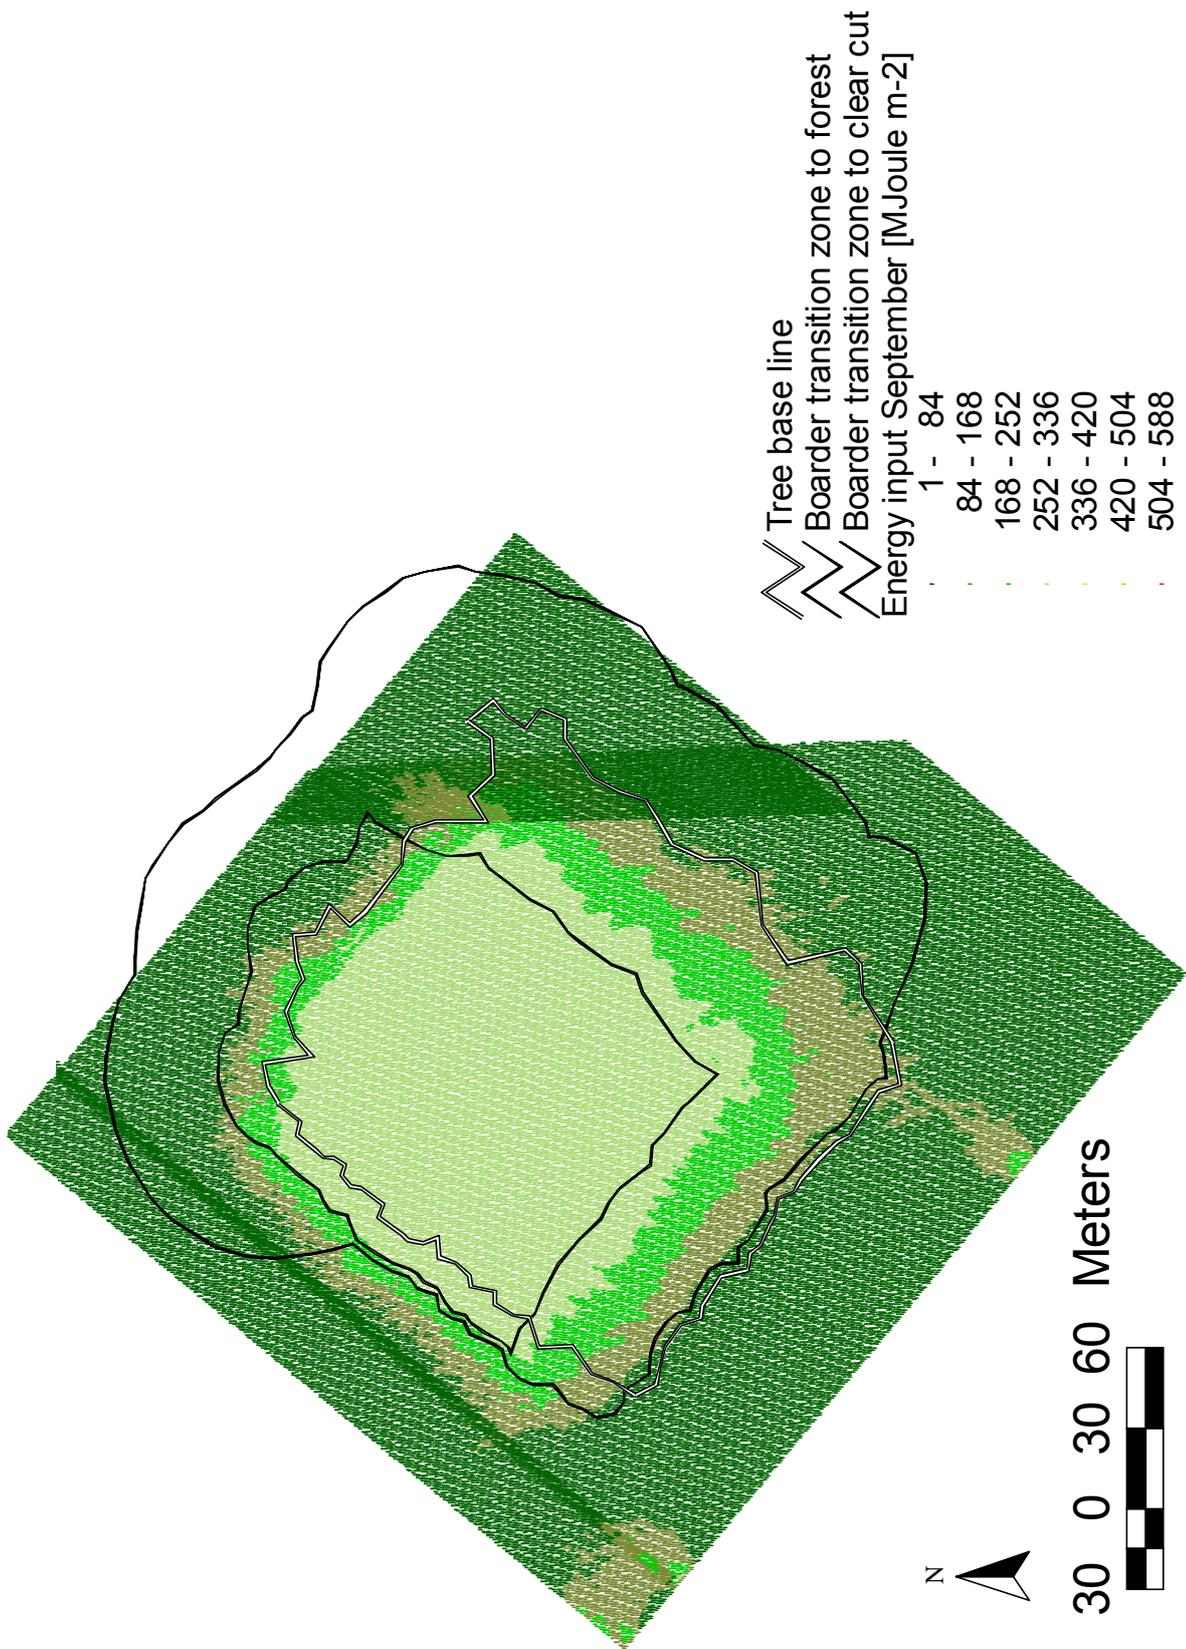 Tree base line
Boarder transition zone to forest
Boarder transition zone to clear cut
Energy input September [MJoule m-2]
1 - 84
84 - 168
168 - 252
252 - 336
336 - 420
420 - 504
504 - 588
N
30 0 30 60 Meters